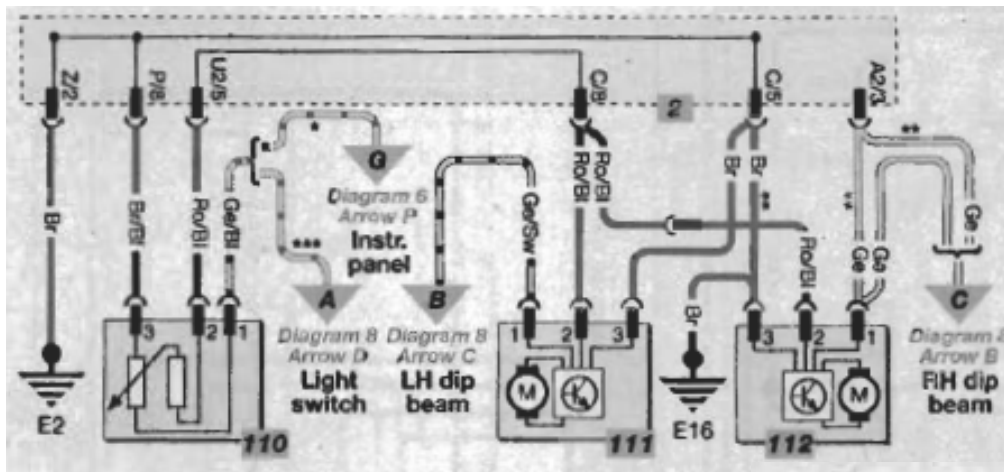 Z/2
P/8
U2/5
C/8
2
C/5
A2/3
Br
Br/Bl
Ro/Bl
Ge/Bl
*
G
Diagram 6
Arrow P
Instr.
panel
***
A
Diagram 8
Arrow D
Light
switch
B
Diagram 8
Arrow C
LH dip
beam
Ge/Sw
Ro/Bl
Ro/Bl
Br
Br
**
Br
Ro/Bl
**
**
Ge
Ge
Ge
C
Arrow B
RH dip
beam
3
2
1
1
2
3
3
2
1
E2
110
M
111
E16
M
112